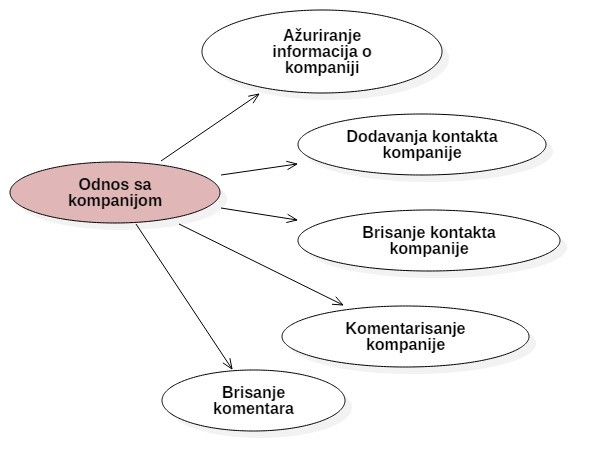 Ažuriranje
informacija o
kompaniji
Dodavanja kontakta
kompanije
Odnos sa
kompanijom
Brisanje kontakta
kompanije
Komentarisanje
kompanije
Brisanje
komentara